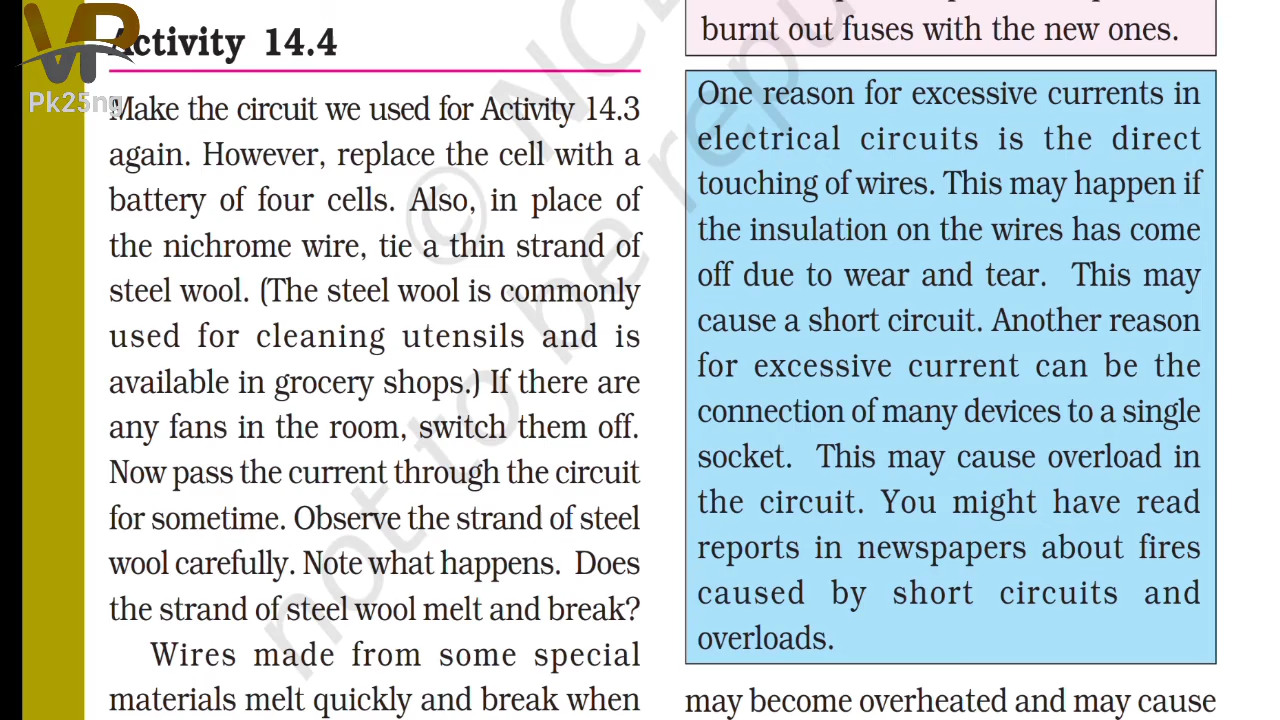 VP
Pk25ng
Activity 14.4
Make the circuit we used for Activity 14.3
again. However, replace the cell with a
battery of four cells. Also, in place of
the nichrome wire, tie a thin strand of
steel wool. (The steel wool is commonly
used for cleaning utensils and is
available in grocery shops.) If there are
any fans in the room, switch them off.
Now pass the current through the circuit
for sometime. Observe the strand of steel
wool carefully. Note what happens. Does
the strand of steel wool melt and break?
Wires made from some special
materials melt quickly and break when
burnt out fuses with the new ones.
One reason for excessive currents in
electrical circuits is the direct
touching of wires. This may happen if
the insulation on the wires has come
off due to wear and tear. This may
cause a short circuit. Another reason
for excessive current can be the
connection of many devices to a single
socket. This may cause overload in
the circuit. You might have read
reports in newspapers about fires
caused by short circuits and
overloads.
may become overheated and may cause
© NCE
not to be repu